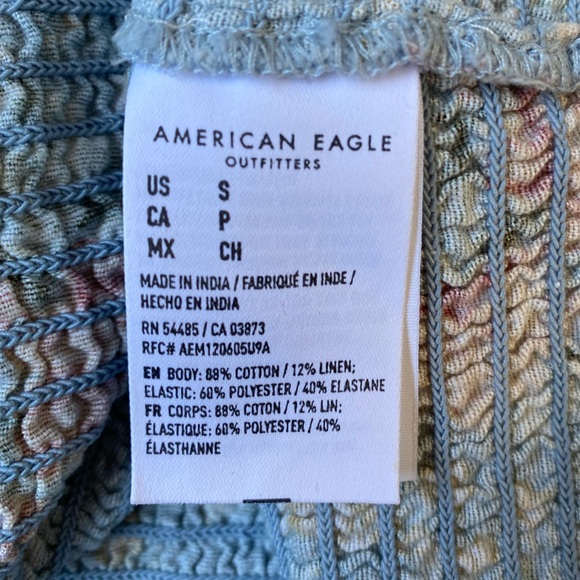 AMERICAN EAGLE
OUTFITTERS
US S
CA P
MX CH
MADE IN INDIA / FABRIQUÉ EN INDE /
HECHO EN INDIA
RN 54485 / CA 03873
RFC# AEM120605U9A
EN BODY: 88% COTTON / 12% LINEN;
ELASTIC: 60% POLYESTER / 40% ELASTANE
FR CORPS: 88% COTON / 12% LIN;
ÉLASTIQUE: 60% POLYESTER / 40%
ÉLASTHANNE